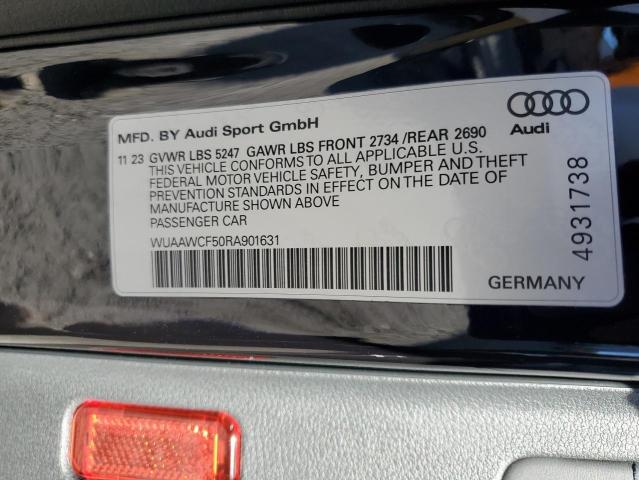 MFD. BY Audi Sport GmbH
Audi
11 23 GVWR LBS 5247 GAWR LBS FRONT 2734 /REAR 2690
THIS VEHICLE CONFORMS TO ALL APPLICABLE U.S.
FEDERAL MOTOR VEHICLE SAFETY, BUMPER AND THEFT
PREVENTION STANDARDS IN EFFECT ON THE DATE OF
MANUFACTURE SHOWN ABOVE
PASSENGER CAR
WUAAWCF50RA901631
4931738
GERMANY